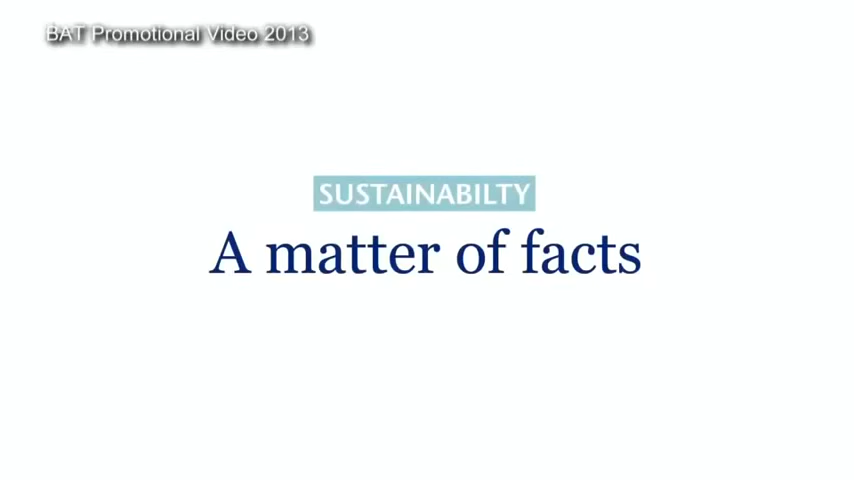 BAT Promotional Video 2013
SUSTAINABILTY
A matter of facts